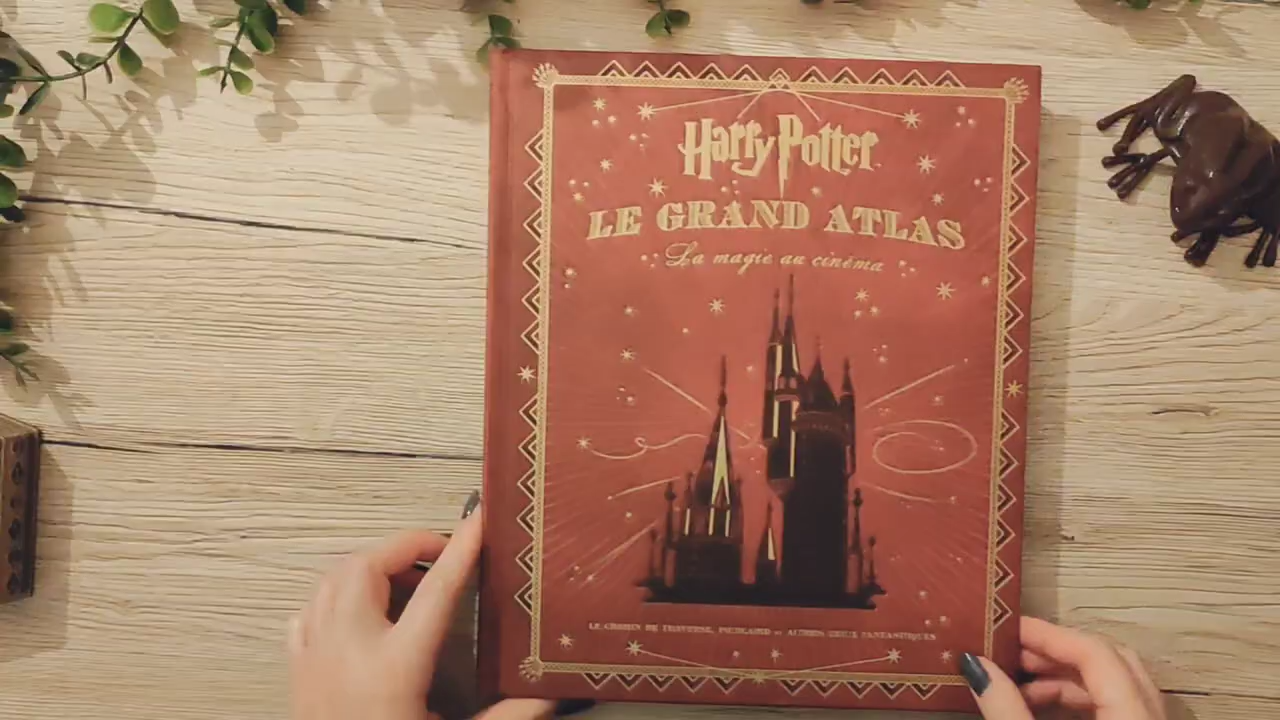 Harry Potter
LE GRAND ATLAS
La magie au cinéma
LE CHEMIN DE TRAVERSE, POUDLARD ET AUTRES LIEUX FANTASTIQUES